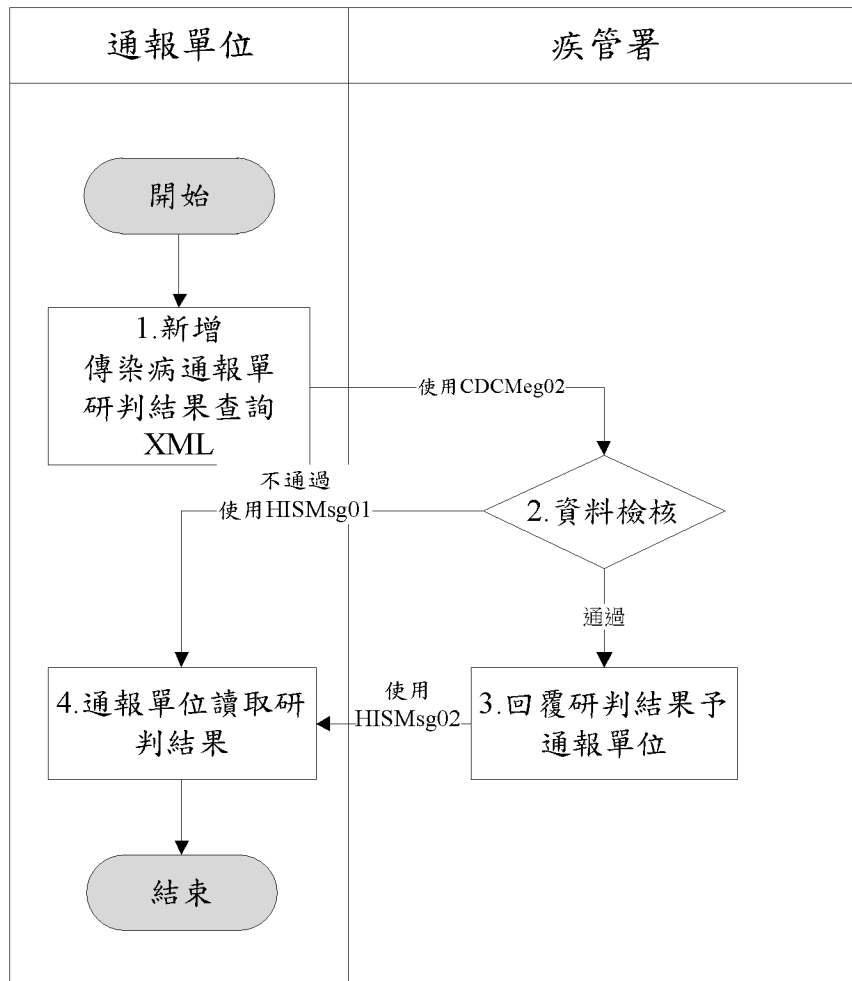 通報單位
疾管署
開始
1.新增
傳染病通報單
研判結果查詢
XML
使用CDCMeg02
不通過
使用HISMsg01
2.資料檢核
通過
4.通報單位讀取研
判結果
使用
HISMsg02
3.回覆研判結果予
通報單位
結束